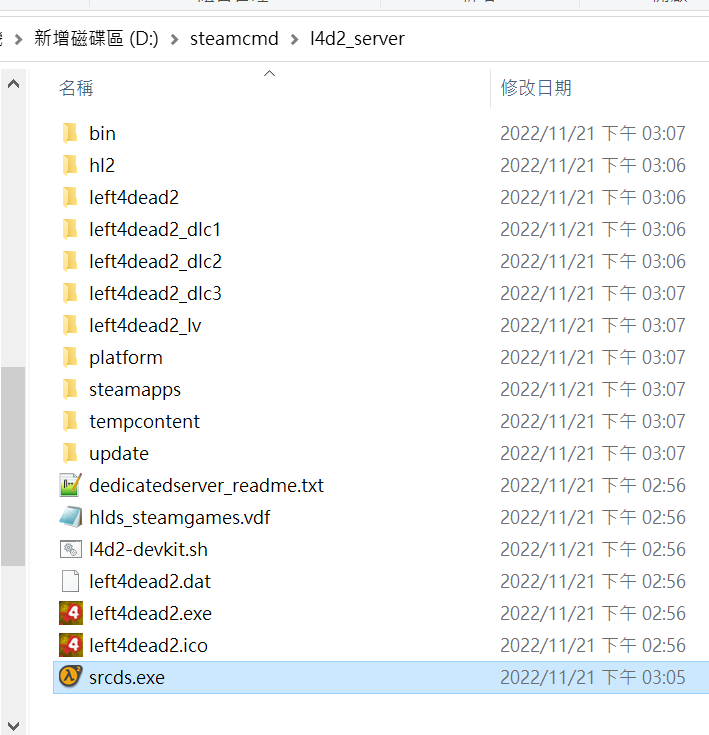 新增磁碟區 (D:) > steamcmd > l4d2_server
名稱 修改日期
bin 2022/11/21 下午 03:07
hl2 2022/11/21 下午 03:06
left4dead2 2022/11/21 下午 03:06
left4dead2_dlc1 2022/11/21 下午 03:06
left4dead2_dlc2 2022/11/21 下午 03:06
left4dead2_dlc3 2022/11/21 下午 03:07
left4dead2_lv 2022/11/21 下午 03:07
platform 2022/11/21 下午 03:07
steamapps 2022/11/21 下午 03:07
tempcontent 2022/11/21 下午 03:07
update 2022/11/21 下午 03:07
dedicatedserver_readme.txt 2022/11/21 下午 02:56
hlds_steamgames.vdf 2022/11/21 下午 02:56
l4d2-devkit.sh 2022/11/21 下午 02:56
left4dead2.dat 2022/11/21 下午 02:56
left4dead2.exe 2022/11/21 下午 02:56
left4dead2.ico 2022/11/21 下午 02:56
srcds.exe 2022/11/21 下午 03:05